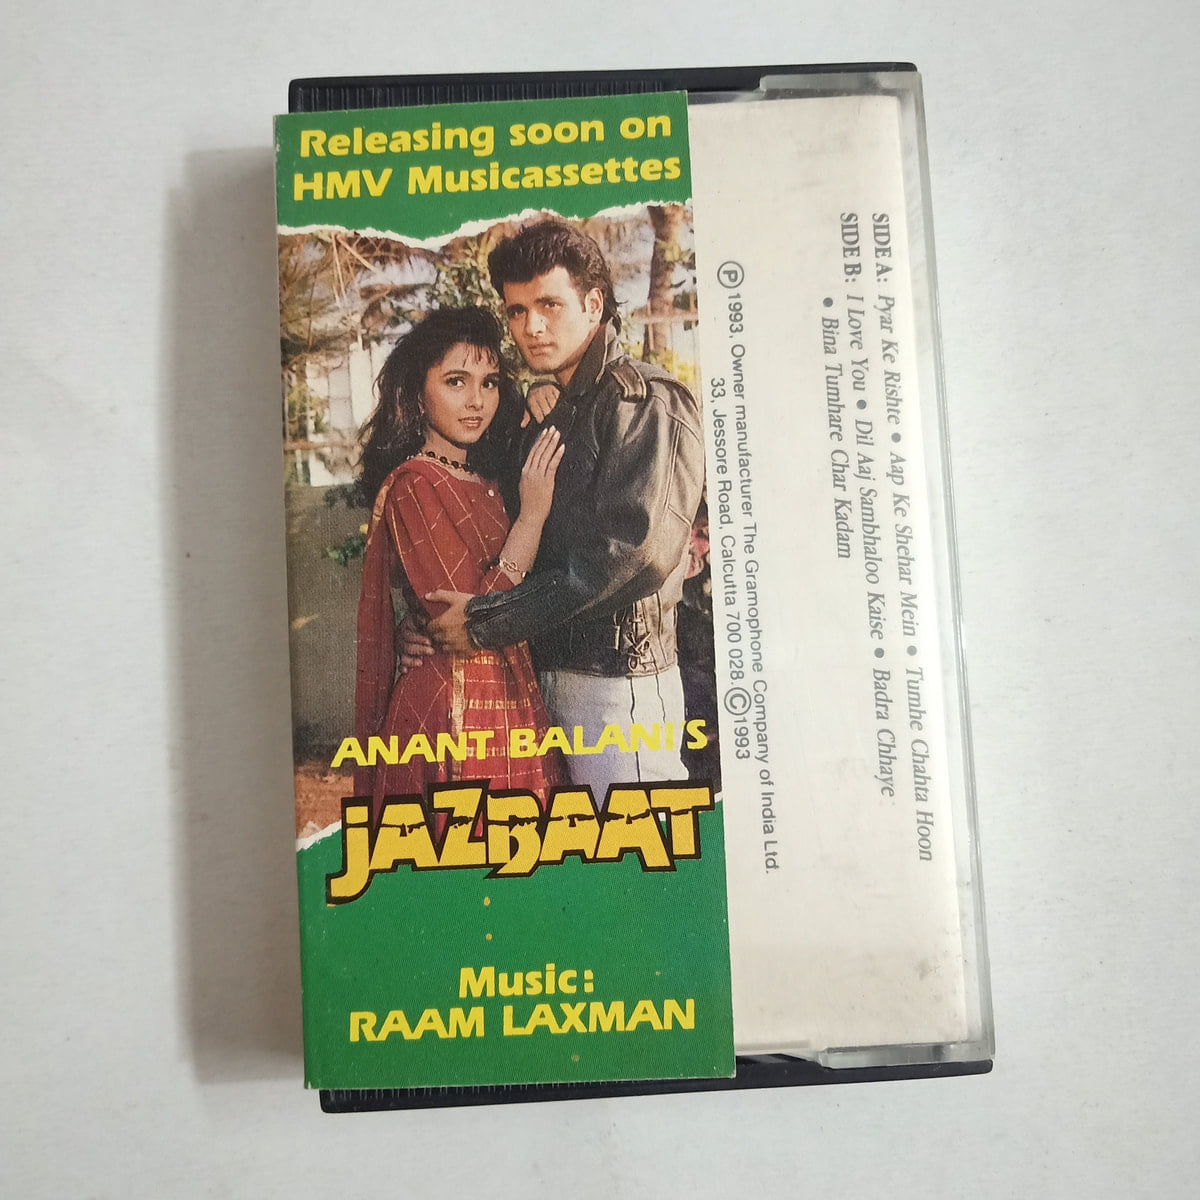 Releasing soon on
HMV Musicassettes
ANANT BALANI'S
JAZBAAT
Music:
RAAM LAXMAN
SIDE A: Pyar Ke Rishte • Aap Ke Shehar Mein • Tumhe Chahta Hoon
SIDE B: I Love You • Dil Aaj Sambhaloo Kaise • Badra Chhaye
• Bina Tumhare Char Kadam
Ⓟ 1993, Owner manufacturer The Gramophone Company of India Ltd.
33, Jessore Road, Calcutta 700 028. © 1993